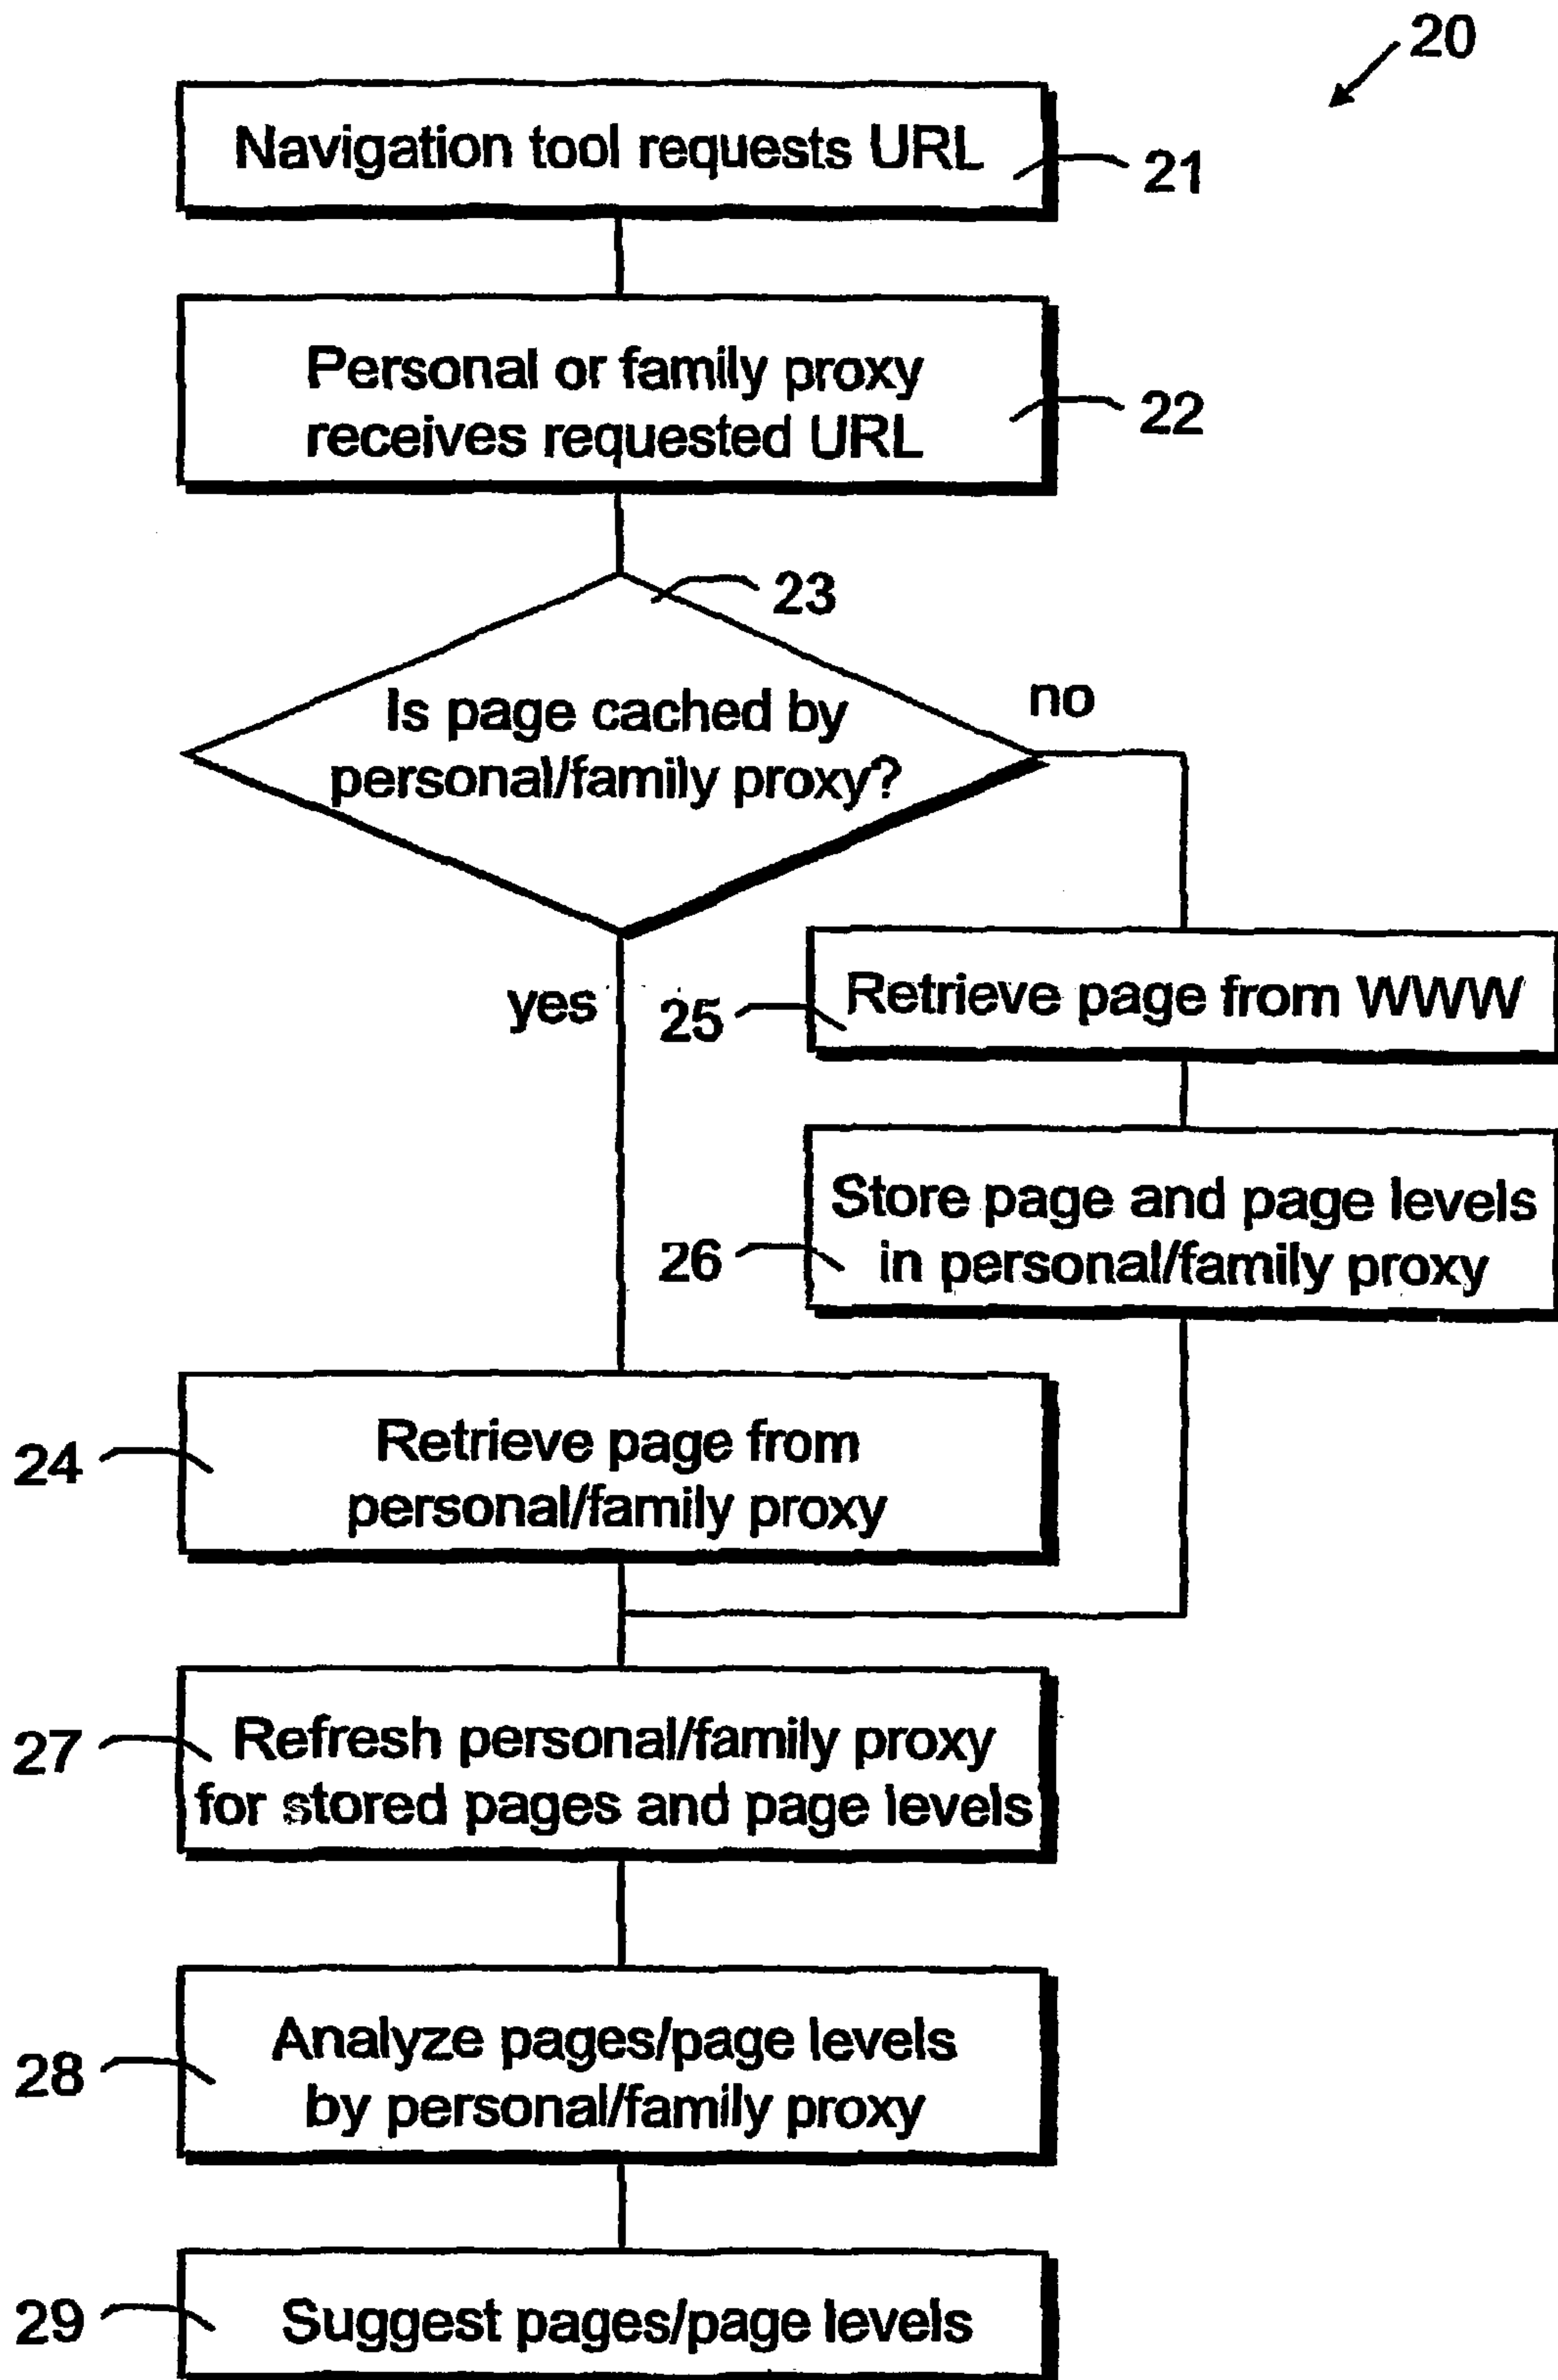 20
Navigation tool requests URL
21
Personal or family proxy
receives requested URL
22
23
Is page cached by
personal/family proxy?
no
yes
25
Retrieve page from WWW
Store page and page levels
in personal/family proxy
26
24
Retrieve page from
personal/family proxy
27
Refresh personal/family proxy
for stored pages and page levels
28
Analyze pages/page levels
by personal/family proxy
29
Suggest pages/page levels